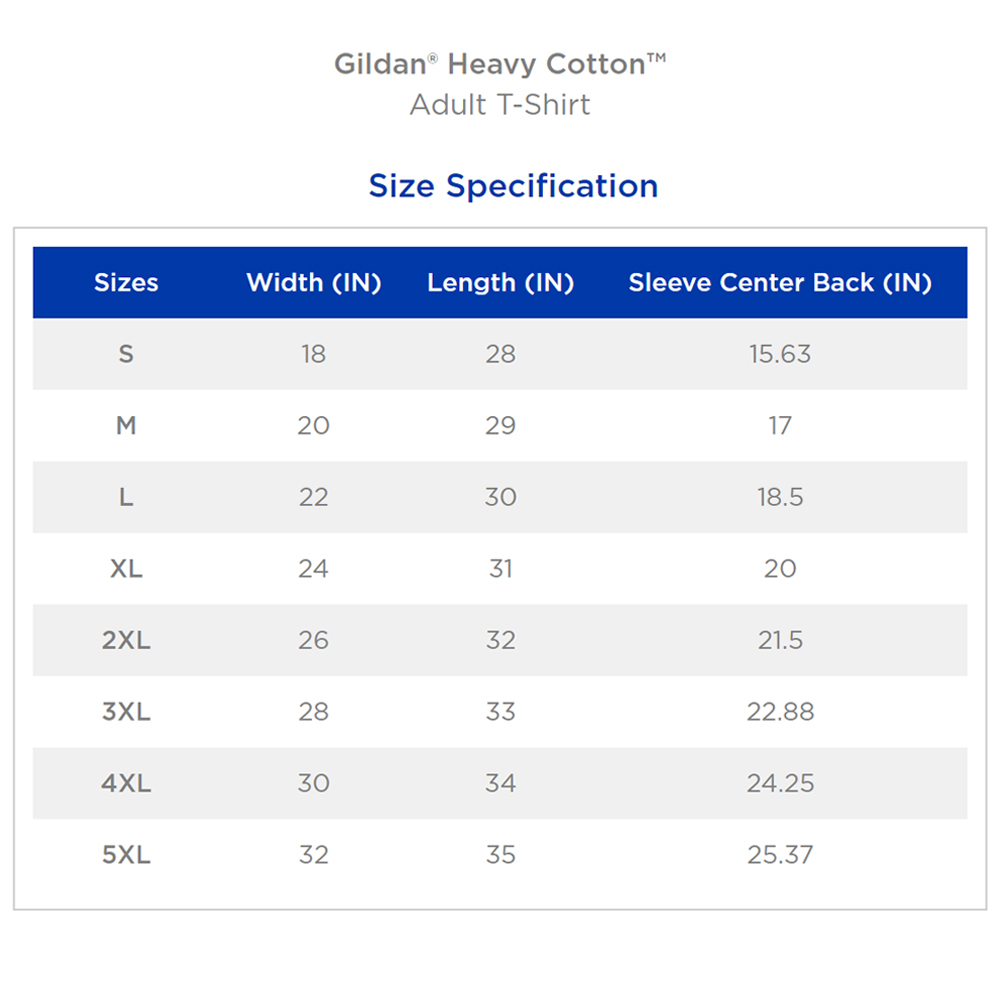 Gildan® Heavy Cotton™
Adult T-Shirt
Size Specification
Sizes Width (IN) Length (IN) Sleeve Center Back (IN)
S 18 28 15.63
M 20 29 17
L 22 30 18.5
XL 24 31 20
2XL 26 32 21.5
3XL 28 33 22.88
4XL 30 34 24.25
5XL 32 35 25.37